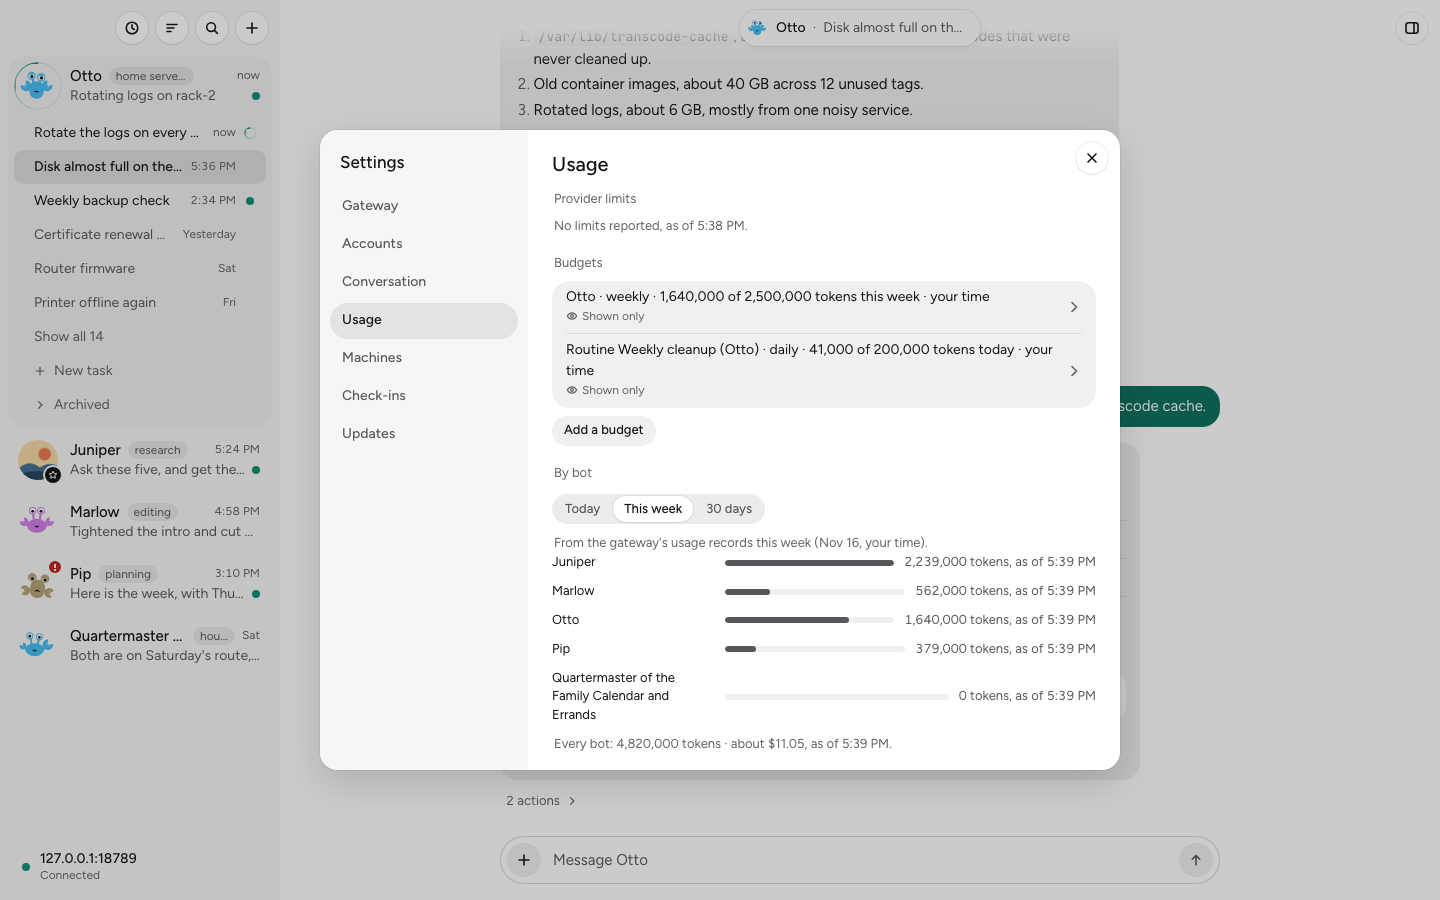 Otto
home serve...
now
Rotating logs on rack-2
Rotate the logs on every ...
now
Disk almost full on the...
5:36 PM
Weekly backup check
2:34 PM
Certificate renewal ...
Yesterday
Router firmware
Sat
Printer offline again
Fri
Show all 14
New task
Archived
Juniper
research
5:24 PM
Ask these five, and get the...
Marlow
editing
4:58 PM
Tightened the intro and cut ...
Pip
planning
3:10 PM
Here is the week, with Thu...
Quartermaster ...
hou...
Sat
Both are on Saturday's route,...
127.0.0.1:18789
Connected
Otto · Disk almost full on th...
1. /var/lib/transcode-cache, that were
never cleaned up.
2. Old container images, about 40 GB across 12 unused tags.
3. Rotated logs, about 6 GB, mostly from one noisy service.
scode cache.
Settings
Gateway
Accounts
Conversation
Usage
Machines
Check-ins
Updates
Usage
Provider limits
No limits reported, as of 5:38 PM.
Budgets
Otto · weekly · 1,640,000 of 2,500,000 tokens this week · your time
Shown only
Routine Weekly cleanup (Otto) · daily · 41,000 of 200,000 tokens today · your
time
Shown only
Add a budget
By bot
Today
This week
30 days
From the gateway's usage records this week (Nov 16, your time).
Juniper
2,239,000 tokens, as of 5:39 PM
Marlow
562,000 tokens, as of 5:39 PM
Otto
1,640,000 tokens, as of 5:39 PM
Pip
379,000 tokens, as of 5:39 PM
Quartermaster of the
Family Calendar and
Errands
0 tokens, as of 5:39 PM
Every bot: 4,820,000 tokens · about $11.05, as of 5:39 PM.
2 actions
Message Otto